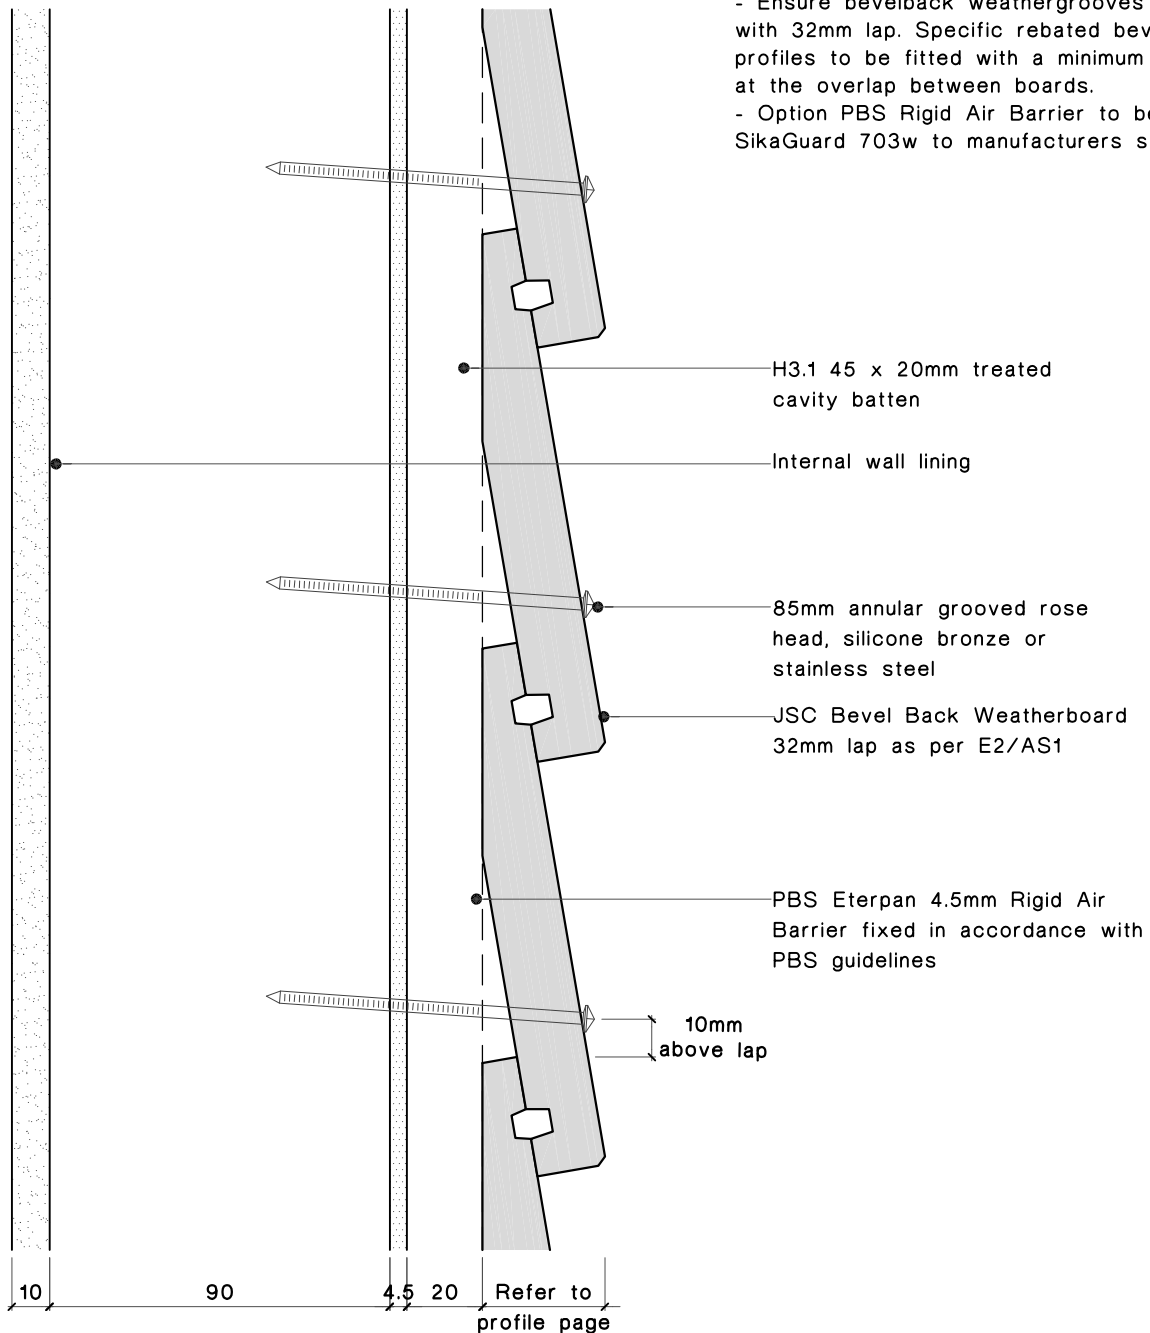 - Ensure bevelback weathergrooves
with 32mm lap. Specific rebated
profiles to be fitted with a minimum
at the overlap between boards.
- Option PBS Rigid Air Barrier to
SikaGuard 703w to manufacturers
H3.1 45 x 20mm treated
cavity batten
Internal wall lining
85mm annular grooved rose
head, silicone bronze or
stainless steel
JSC Bevel Back Weatherboard
32mm lap as per E2/AS1
PBS Eterpan 4.5mm Rigid Air
Barrier fixed in accordance with
PBS guidelines
10mm
above lap
10 90 4.5 20 Refer to
profile page